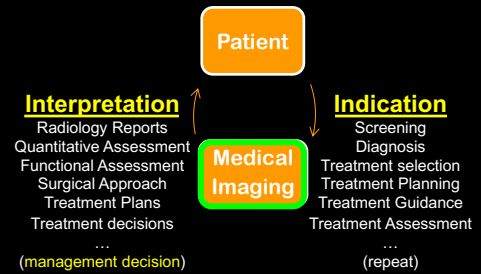 Patient
Interpretation
Radiology Reports
Quantitative Assessment
Functional Assessment
Surgical Approach
Treatment Plans
Treatment decisions
…
(management decision)
Medical
Imaging
Indication
Screening
Diagnosis
Treatment selection
Treatment Planning
Treatment Guidance
Treatment Assessment
…
(repeat)